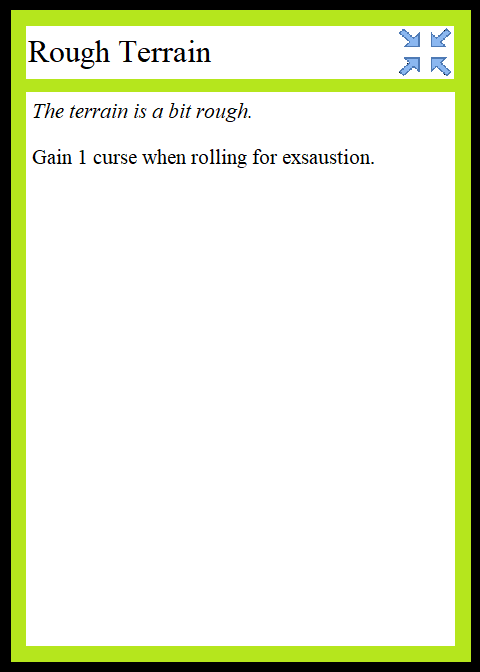 Rough Terrain
The terrain is a bit rough.
Gain 1 curse when rolling for exsaustion.